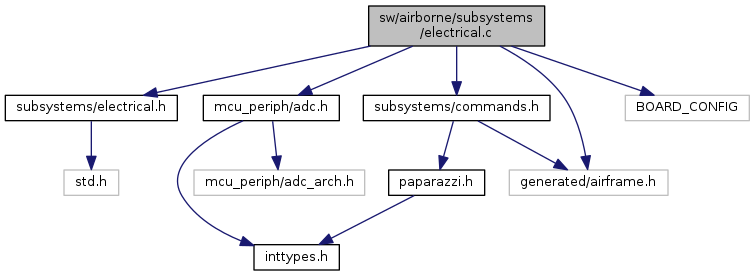 sw/airborne/subsystems
/electrical.c
subsystems/electrical.h
mcu_periph/adc.h
subsystems/commands.h
BOARD_CONFIG
std.h
mcu_periph/adc_arch.h
paparazzi.h
generated/airframe.h
inttypes.h